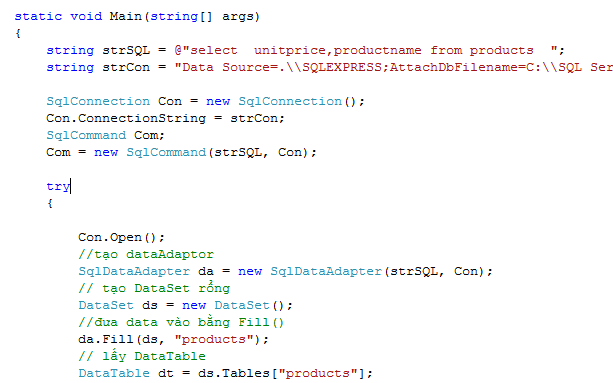 static void Main(string[] args)
{
string strSQL = @"select  unitprice,productname from products  ";
string strCon = "Data Source=.\\SQLEXPRESS;AttachDbFilename=C:\\SQL Ser
SqlConnection Con = new SqlConnection();
Con.ConnectionString = strCon;
SqlCommand Com;
Com = new SqlCommand(strSQL, Con);
try
{
Con.Open();
//tạo dataAdaptor
SqlDataAdapter da = new SqlDataAdapter(strSQL, Con);
// tạo DataSet rổng
DataSet ds = new DataSet();
//đưa data vào bằng Fill()
da.Fill(ds, "products");
// lấy DataTable
DataTable dt = ds.Tables["products"];